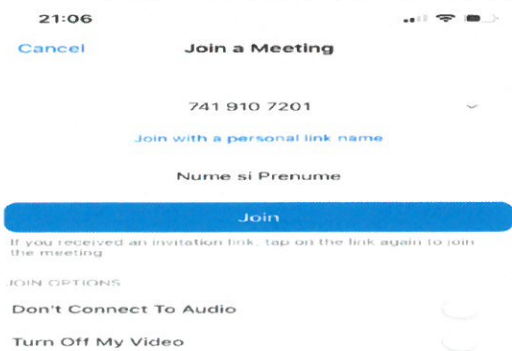 21:06
Cancel Join a Meeting
741 910 7201
Join with a personal link name
Nume si Prenume
Join
If you received an invitation link, tap on the link again to join
the meeting
JOIN OPTIONS
Don't Connect To Audio
Turn Off My Video